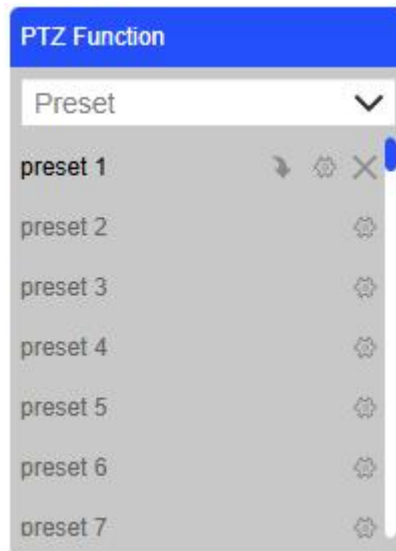 PTZ Function
Preset
preset 1
preset 2
preset 3
preset 4
preset 5
preset 6
preset 7